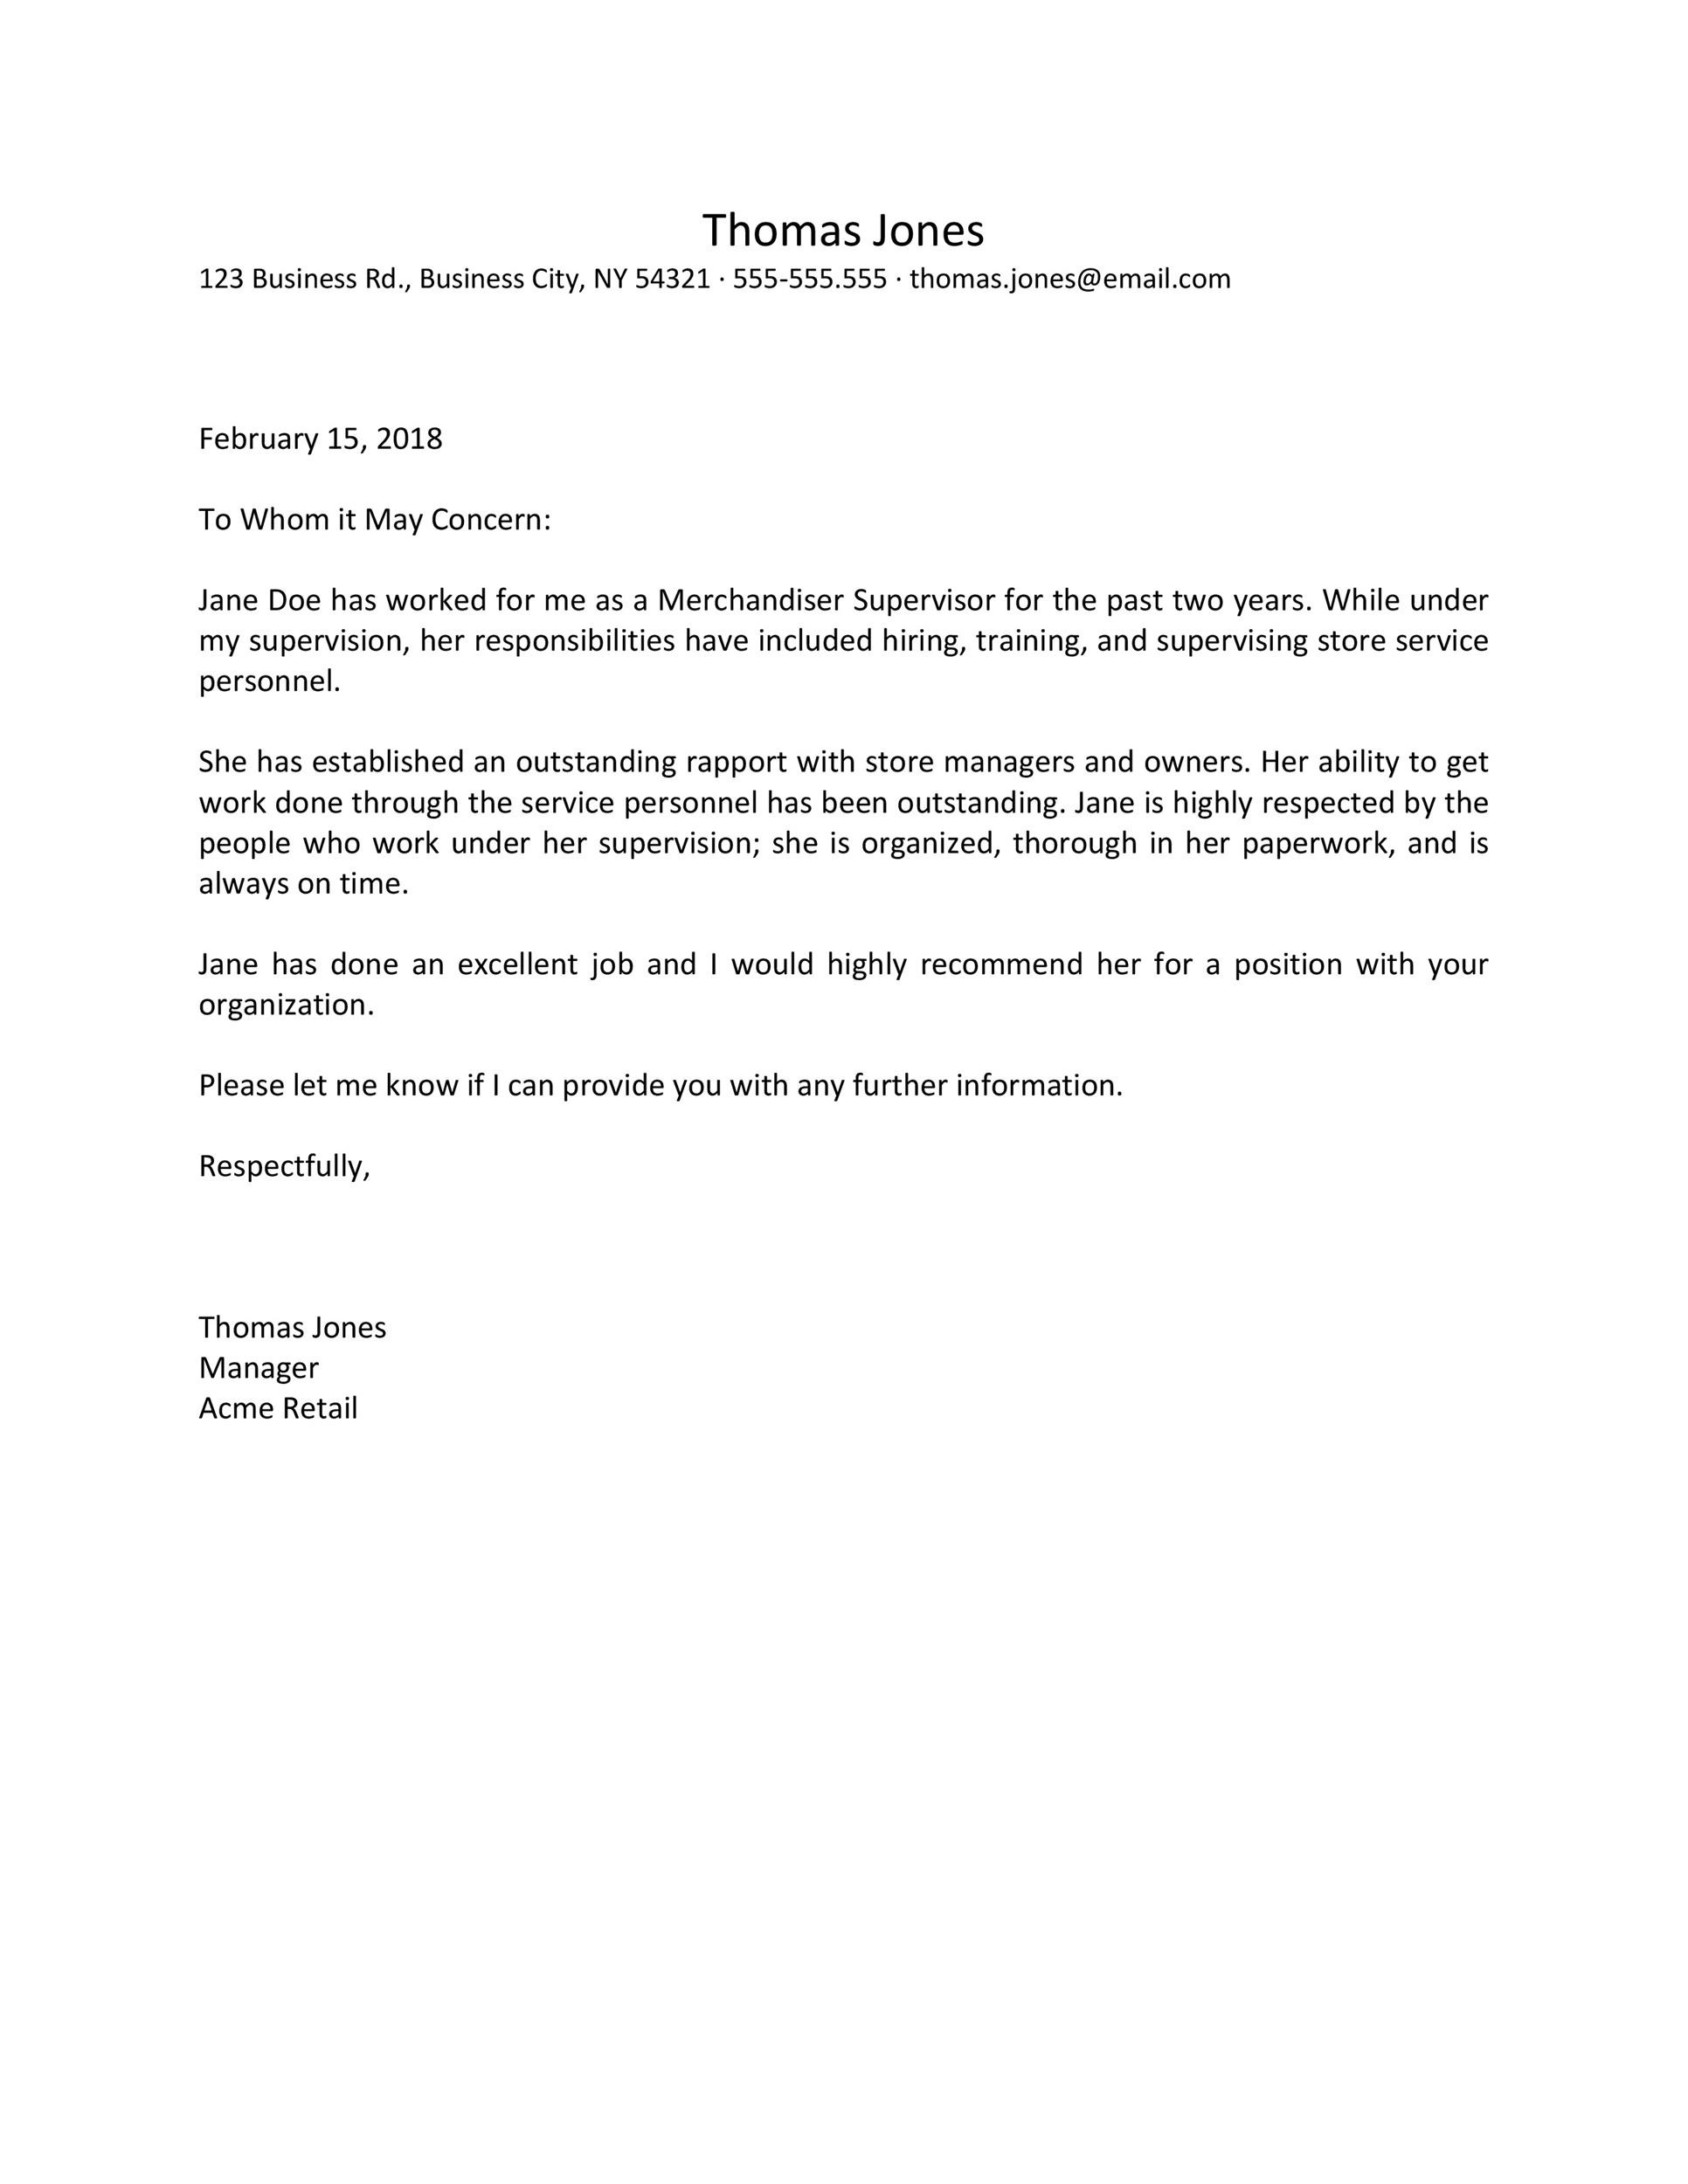 Thomas Jones
123 Business Rd., Business City, NY 54321 · 555-555.555 · thomas.jones@email.com
February 15, 2018
To Whom it May Concern:
Jane Doe has worked for me as a Merchandiser Supervisor for the past two years. While under
my supervision, her responsibilities have included hiring, training, and supervising store service
personnel.
She has established an outstanding rapport with store managers and owners. Her ability to get
work done through the service personnel has been outstanding. Jane is highly respected by the
people who work under her supervision; she is organized, thorough in her paperwork, and is
always on time.
Jane has done an excellent job and I would highly recommend her for a position with your
organization.
Please let me know if I can provide you with any further information.
Respectfully,
Thomas Jones
Manager
Acme Retail